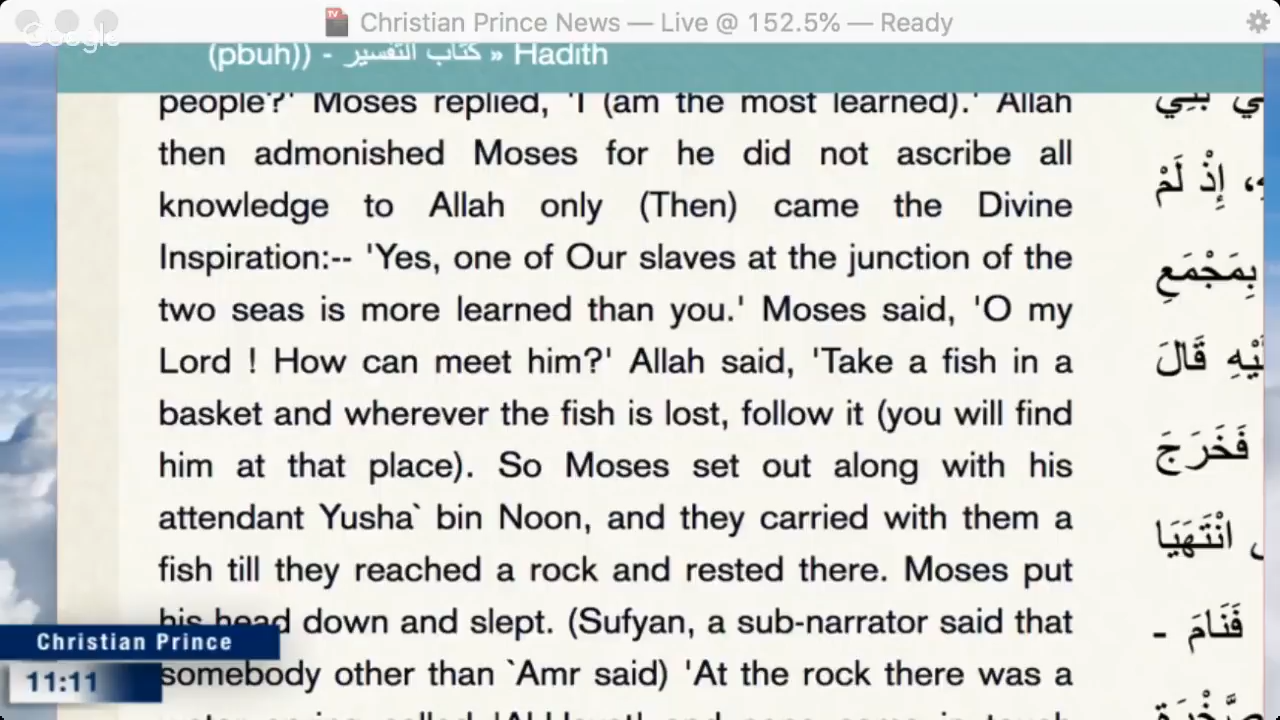 Christian Prince News — Live @ 152.5% — Ready
Google
(pbuh)) - كتاب التفسير » Hadith
people?' Moses replied, 'I (am the most learned).' Allah
then admonished Moses for he did not ascribe all
knowledge to Allah only (Then) came the Divine
Inspiration:-- 'Yes, one of Our slaves at the junction of the
two seas is more learned than you.' Moses said, 'O my
Lord ! How can meet him?' Allah said, 'Take a fish in a
basket and wherever the fish is lost, follow it (you will find
him at that place). So Moses set out along with his
attendant Yusha` bin Noon, and they carried with them a
fish till they reached a rock and rested there. Moses put
his head down and slept. (Sufyan, a sub-narrator said that
somebody other than `Amr said) 'At the rock there was a
إِذْ لَمْ
بِمَجْمَعِ
قَالَ
فَخَرَجَ
انْتَهَيَا
فَنَامَ -
Christian Prince
11:11